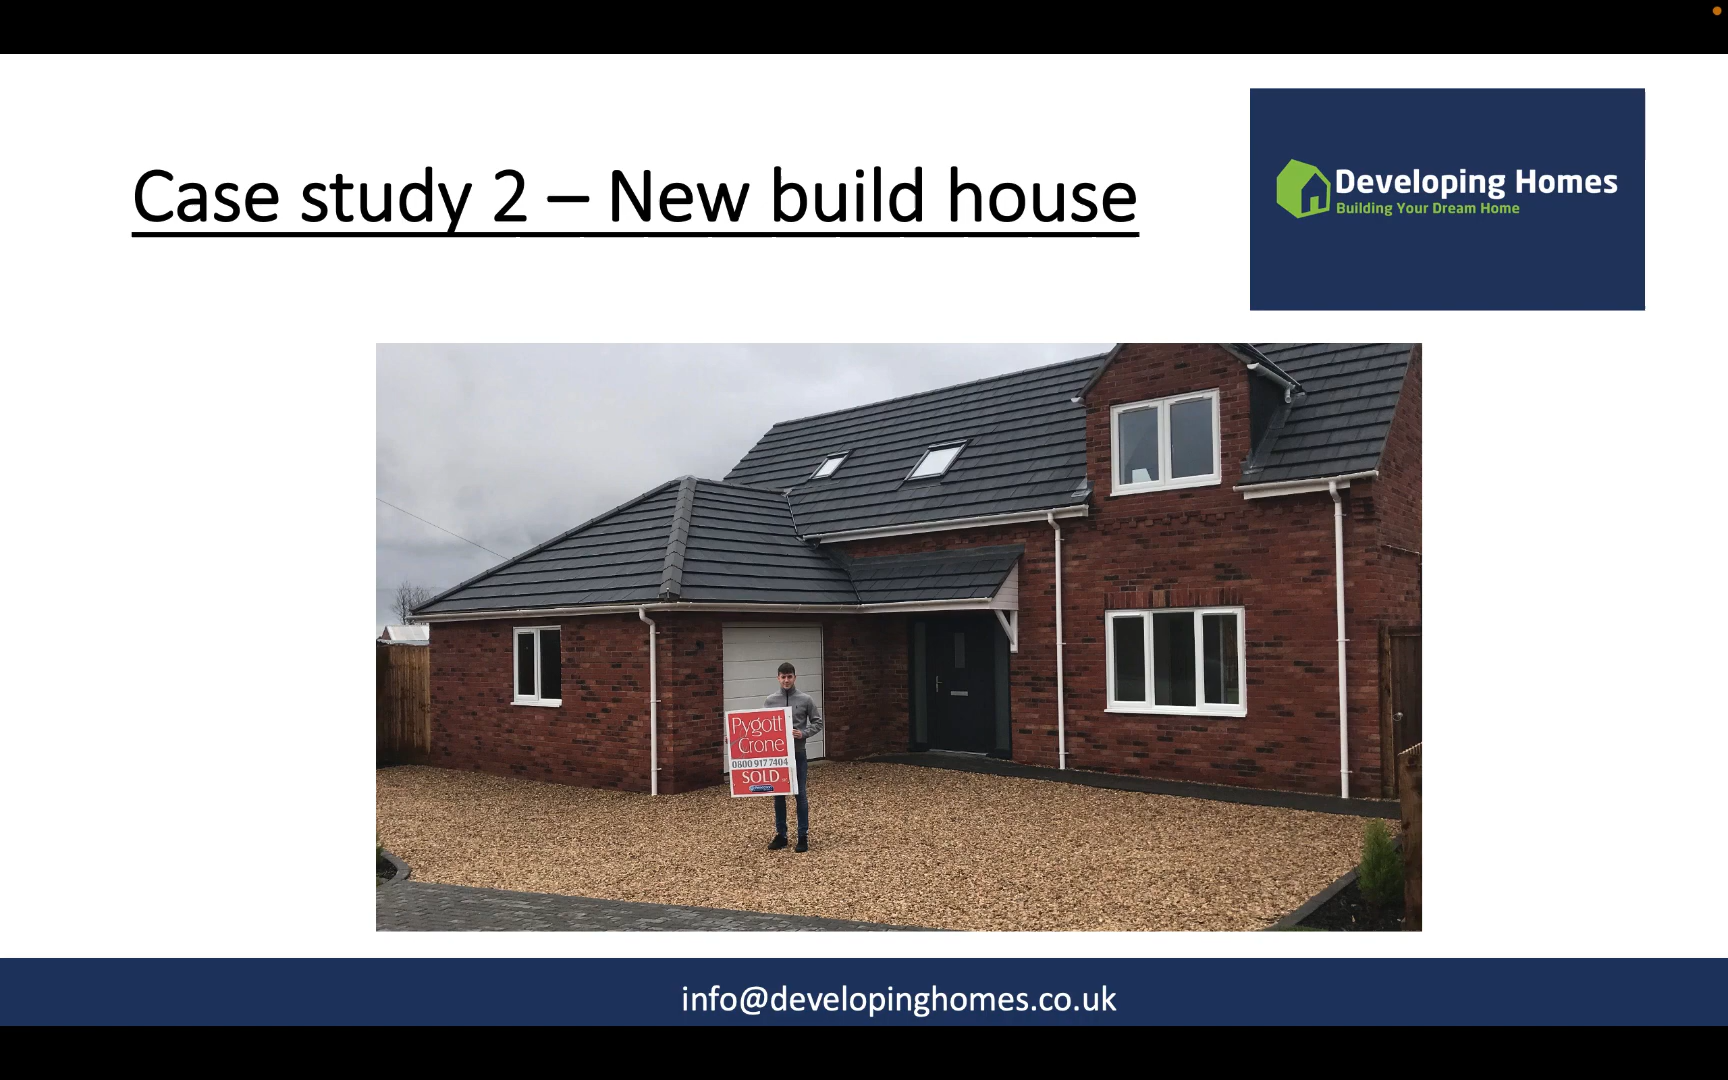 Case study 2 – New build house
Developing Homes
Building Your Dream Home
Pygott
Crone
0800 917 7404
SOLD
info@developinghomes.co.uk